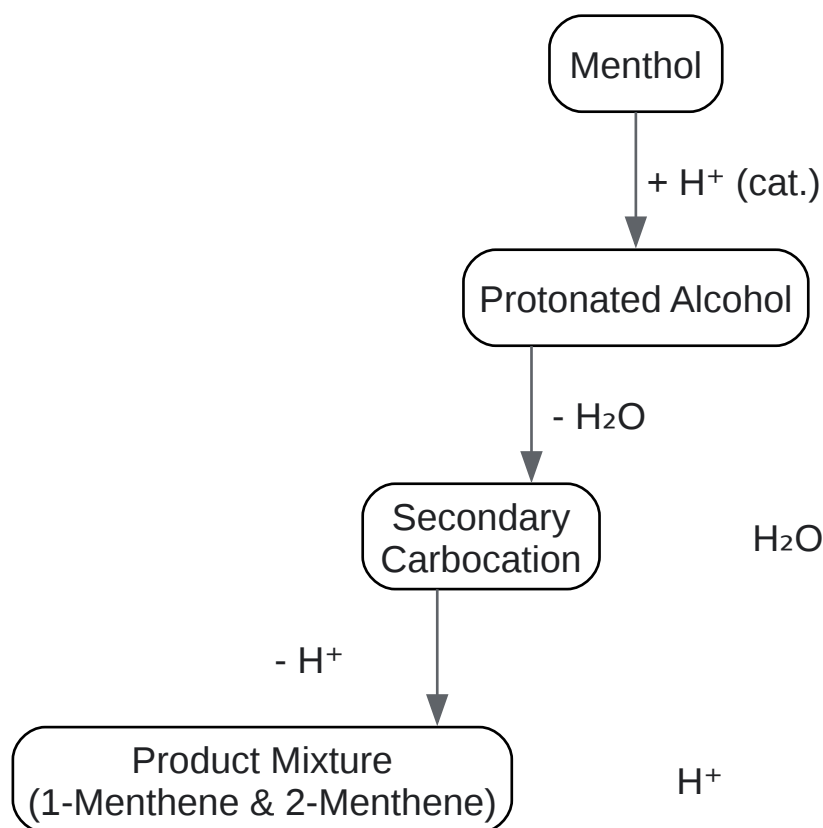 Menthol
+ H⁺ (cat.)
Protonated Alcohol
- H₂O
Secondary
Carbocation
H₂O
- H⁺
Product Mixture
(1-Menthene & 2-Menthene)
H⁺